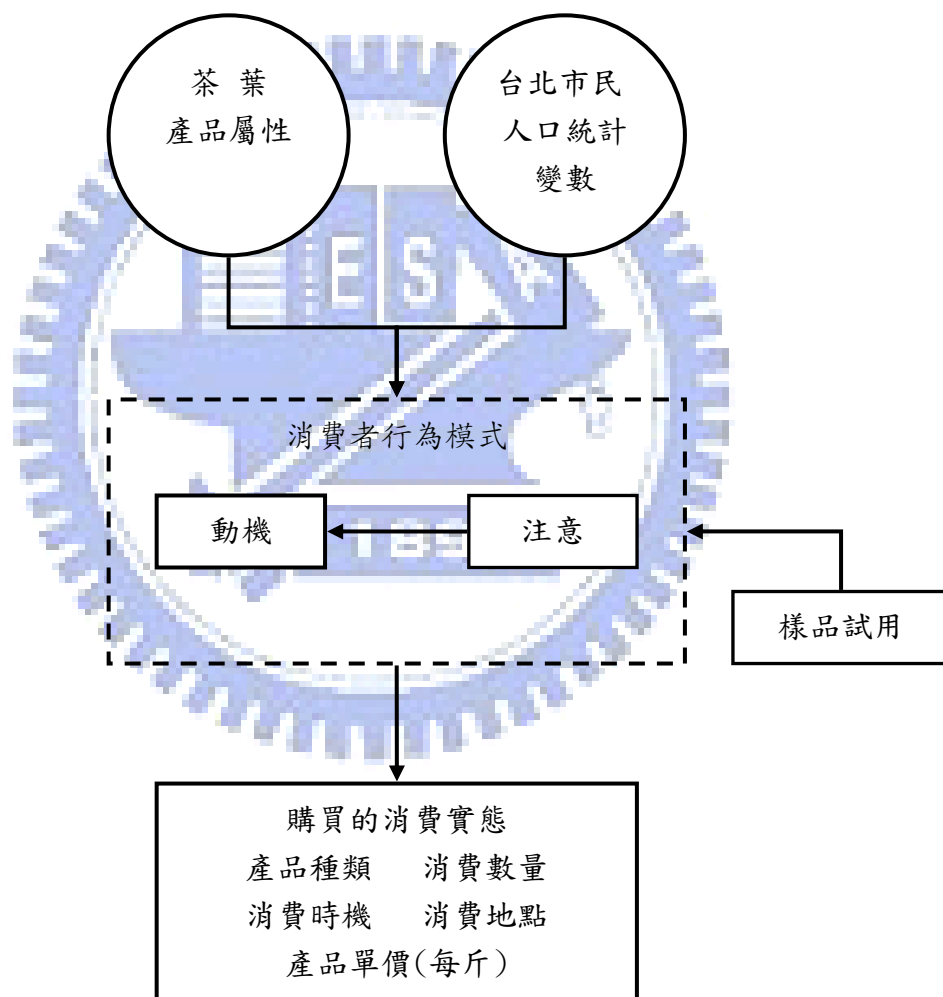 茶 葉
產品屬性
台北市民
人口統計
變數
消費者行為模式
動機
注意
樣品試用
購買的消費實態
產品種類 消費數量
消費時機 消費地點
產品單價(每斤)
E S